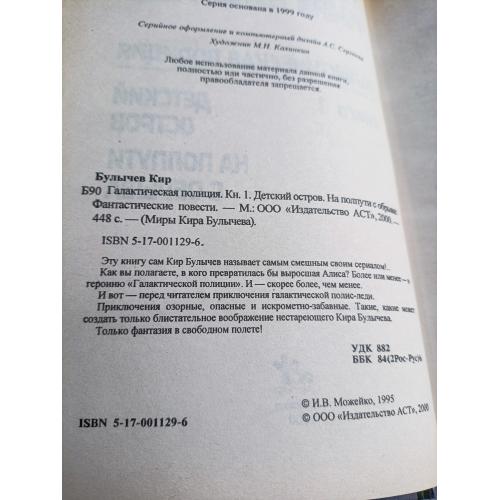 Серия основана в 1999 году
Серийное оформление и компьютерный дизайн А.С. Сергеева
Художник М.Н. Калинкин
Любое использование материала данной книги,
полностью или частично, без разрешения
правообладателя запрещается.
Булычев Кир
Б90 Галактическая полиция. Кн. 1. Детский остров. На полпути с обрыва:
Фантастические повести. — М.: ООО «Издательство АСТ», 2000. —
448 с. — (Миры Кира Булычева).
ISBN 5-17-001129-6.
Эту книгу сам Кир Булычев называет самым смешным своим сериалом!..
Как вы полагаете, в кого превратилась бы выросшая Алиса? Более или менее – в
героиню «Галактической полиции». И — скорее более, чем менее.
И вот — перед читателем приключения галактической полис-леди.
Приключения озорные, опасные и искрометно-забавные. Такие, какие может
создать только блистательное воображение нестареющего Кира Булычева.
Только фантазия в свободном полете!
УДК 882
ББК 84(2Рос-Рус)6
© И.В. Можейко, 1995
© ООО «Издательство АСТ», 2000
ISBN 5-17-001129-6